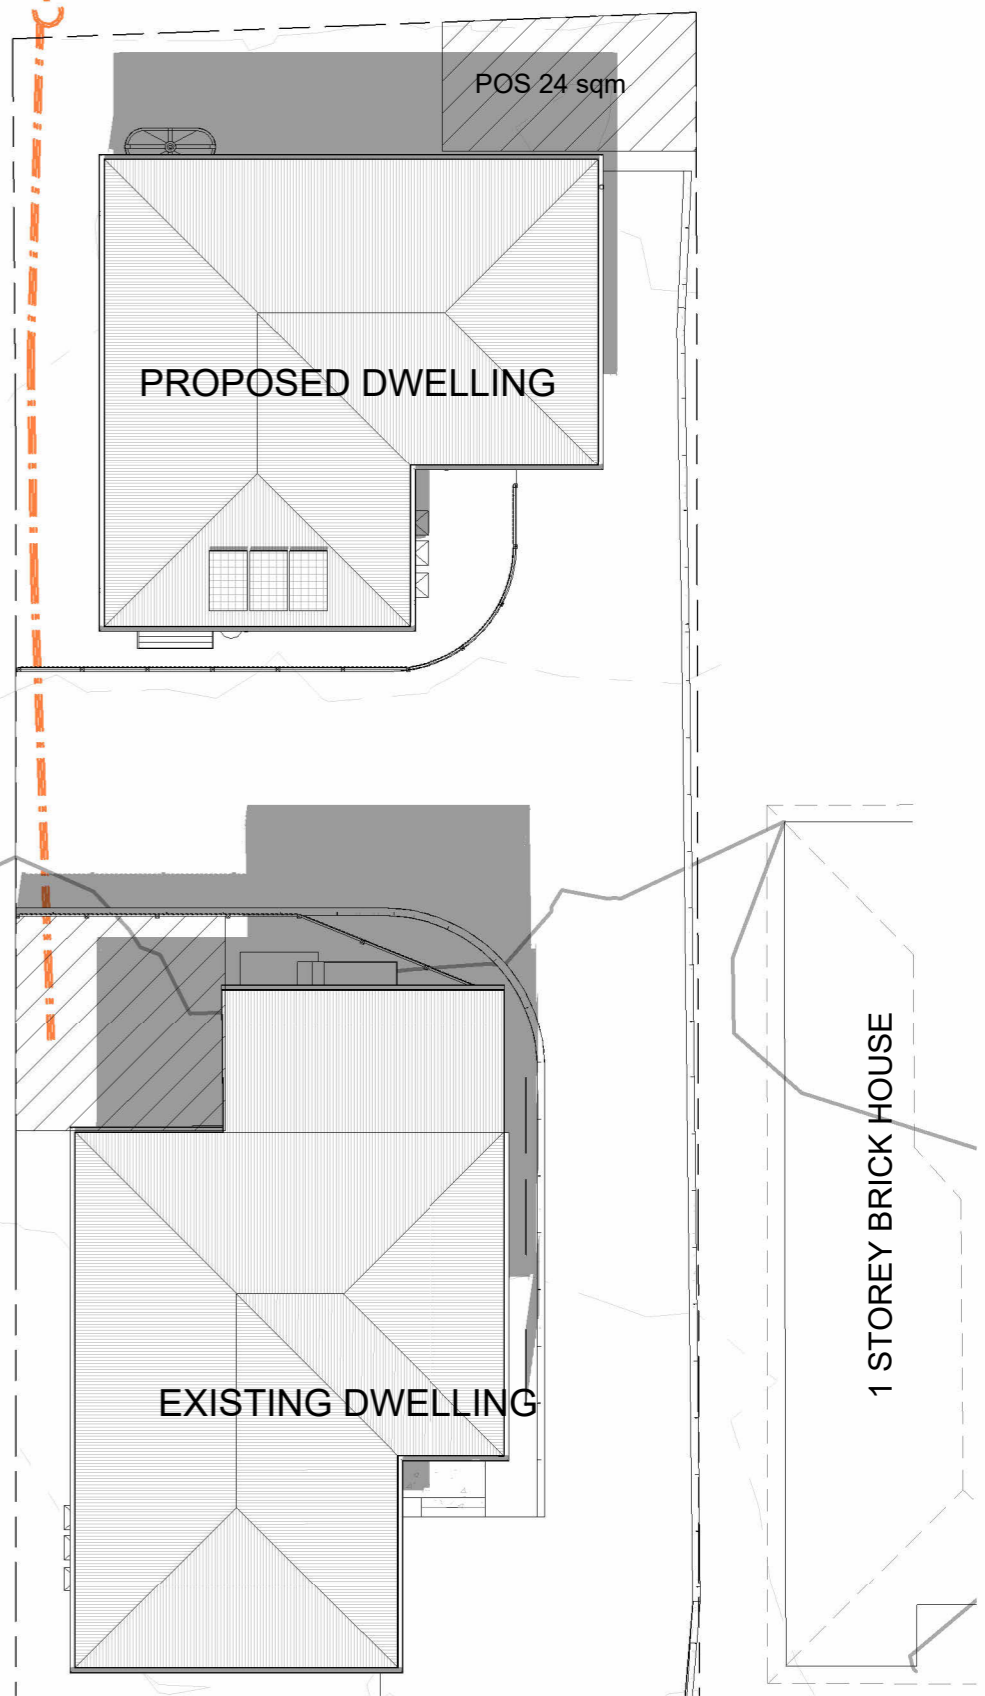 POS 24 sqm
PROPOSED DWELLING
1 STOREY BRICK HOUSE
EXISTING DWELLING